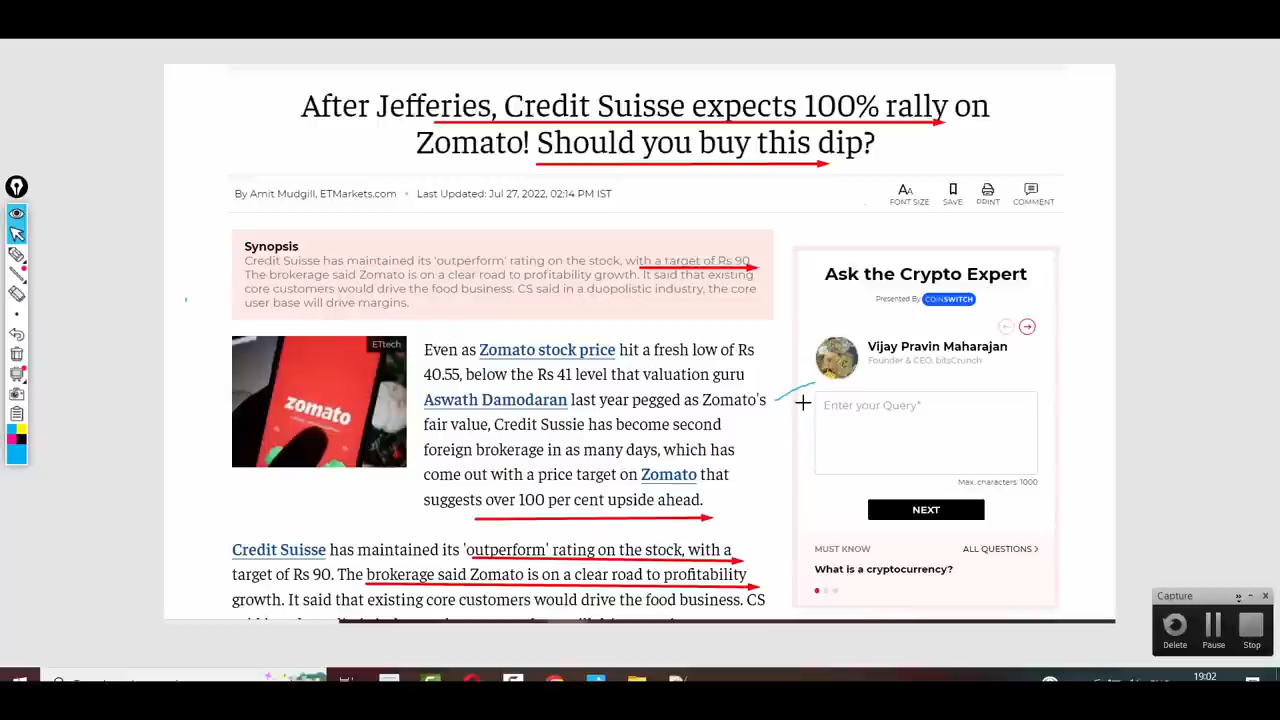 After Jefferies, Credit Suisse expects 100% rally on
Zomato! Should you buy this dip?
By Amit Mudgill, ETMarkets.com • Last Updated: Jul 27, 2022, 02:14 PM IST
AA
FONT SIZE
SAVE
PRINT
COMMENT
Synopsis
Credit Suisse has maintained its 'outperform' rating on the stock, with a target of Rs 90.
The brokerage said Zomato is on a clear road to profitability growth. It said that existing
core customers would drive the food business. CS said in a duopolistic industry, the core
user base will drive margins.
ETtech
zomato
Even as Zomato stock price hit a fresh low of Rs
40.55, below the Rs 41 level that valuation guru
Aswath Damodaran last year pegged as Zomato's
fair value, Credit Sussie has become second
foreign brokerage in as many days, which has
come out with a price target on Zomato that
suggests over 100 per cent upside ahead.
Credit Suisse has maintained its 'outperform' rating on the stock, with a
target of Rs 90. The brokerage said Zomato is on a clear road to profitability
growth. It said that existing core customers would drive the food business. CS
Ask the Crypto Expert
Presented By COINSWITCH
Vijay Pravin Maharajan
Founder & CEO, bitsCrunch
Enter your Query*
Max. characters: 1000
NEXT
MUST KNOW
ALL QUESTIONS >
What is a cryptocurrency?
Capture
Delete
Pause
Stop
19:02